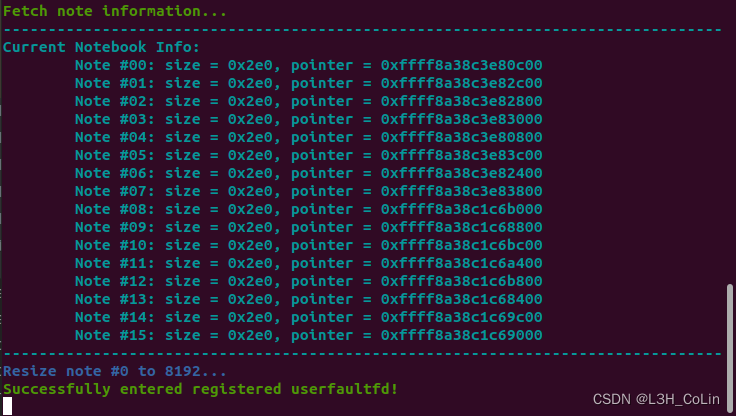 Fetch note information...
--------------------------------------------------------------------------------
Current Notebook Info:
Note #00: size = 0x2e0, pointer = 0xffff8a38c3e80c00
Note #01: size = 0x2e0, pointer = 0xffff8a38c3e82c00
Note #02: size = 0x2e0, pointer = 0xffff8a38c3e82800
Note #03: size = 0x2e0, pointer = 0xffff8a38c3e83000
Note #04: size = 0x2e0, pointer = 0xffff8a38c3e80800
Note #05: size = 0x2e0, pointer = 0xffff8a38c3e83c00
Note #06: size = 0x2e0, pointer = 0xffff8a38c3e82400
Note #07: size = 0x2e0, pointer = 0xffff8a38c3e83800
Note #08: size = 0x2e0, pointer = 0xffff8a38c1c6b000
Note #09: size = 0x2e0, pointer = 0xffff8a38c1c68800
Note #10: size = 0x2e0, pointer = 0xffff8a38c1c6bc00
Note #11: size = 0x2e0, pointer = 0xffff8a38c1c6a400
Note #12: size = 0x2e0, pointer = 0xffff8a38c1c6b800
Note #13: size = 0x2e0, pointer = 0xffff8a38c1c68400
Note #14: size = 0x2e0, pointer = 0xffff8a38c1c69c00
Note #15: size = 0x2e0, pointer = 0xffff8a38c1c69000
--------------------------------------------------------------------------------
Resize note #0 to 8192...
Successfully entered registered userfaultfd!
CSDN @L3H_CoLin